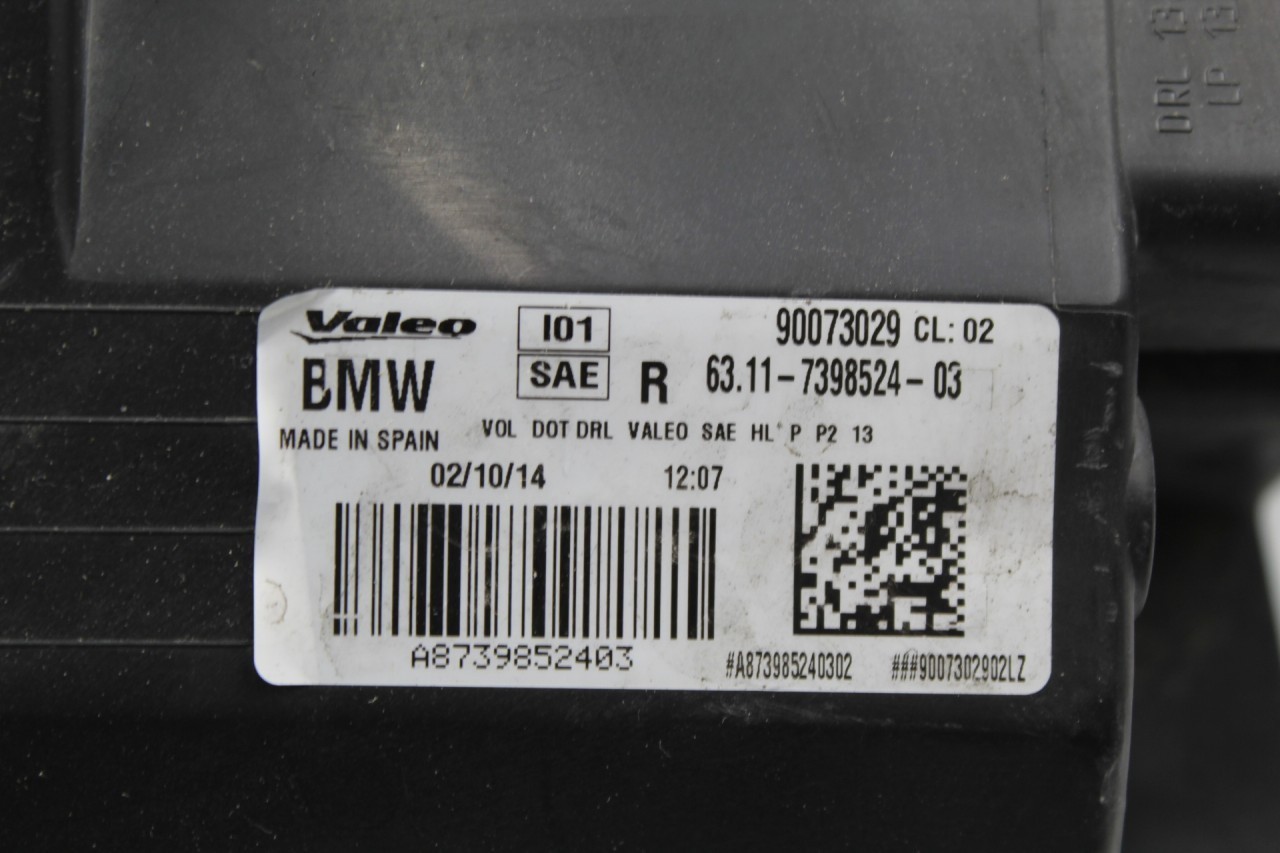 DRL 13
LP 13
Valeo I01 90073029 CL: 02
BMW SAE R 63.11-7398524-03
MADE IN SPAIN VOL DOT DRL VALEO SAE HL P P2 13
02/10/14 12:07
A8739852403 #A873985240302 ###9007302902LZ